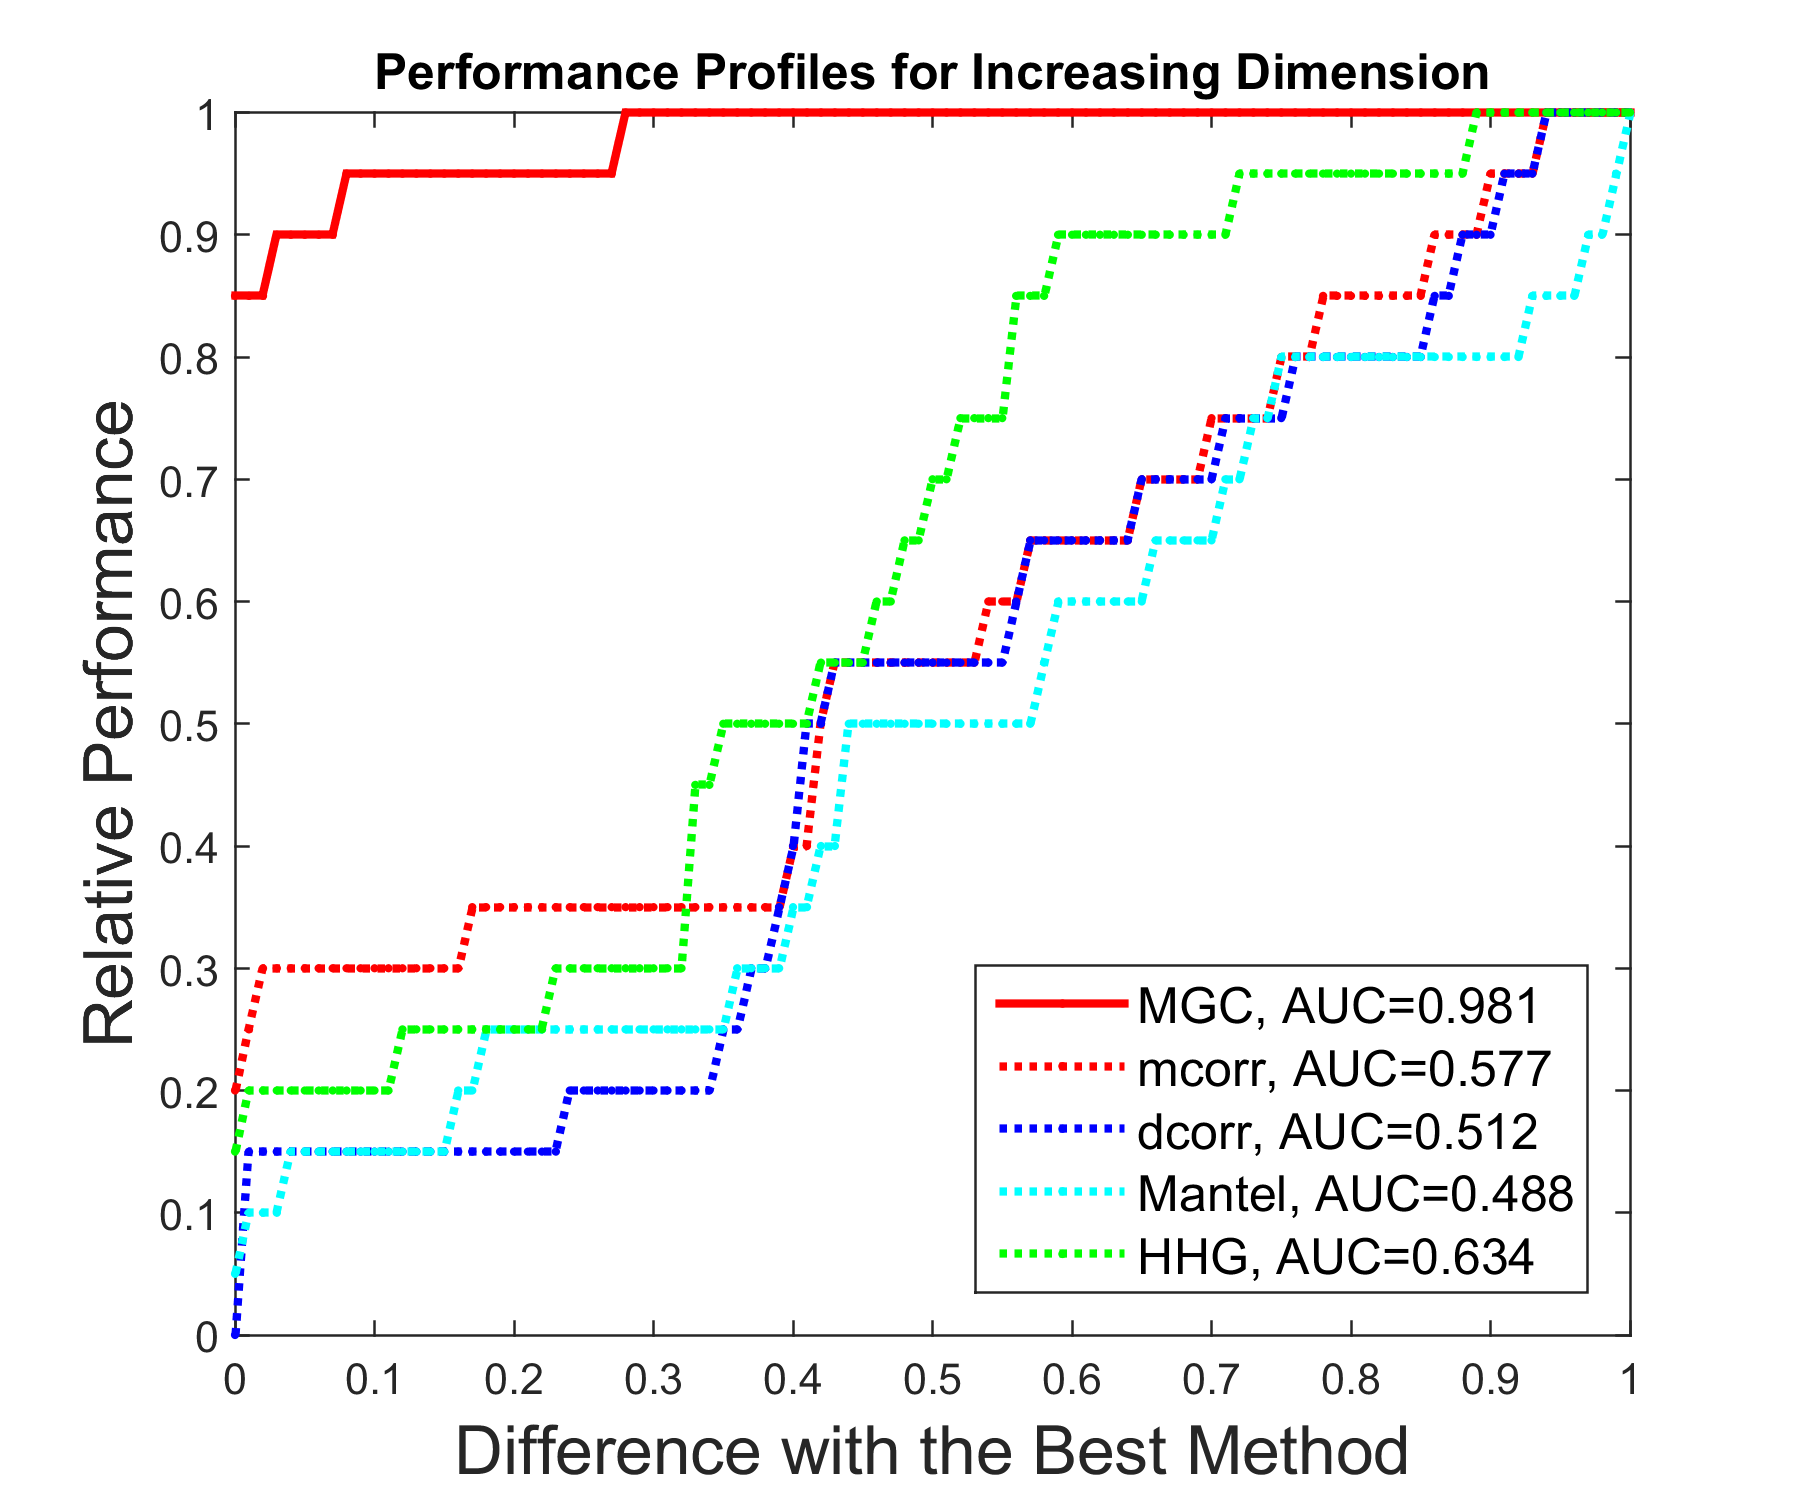 Performance Profiles for Increasing Dimension
1
0.9
0.8
0.7
0.6
0.5
0.4
0.3
0.2
0.1
0
Relative Performance
MGC, AUC=0.981
mcorr, AUC=0.577
dcorr, AUC=0.512
Mantel, AUC=0.488
HHG, AUC=0.634
0 0.1 0.2 0.3 0.4 0.5 0.6 0.7 0.8 0.9 1
Difference with the Best Method